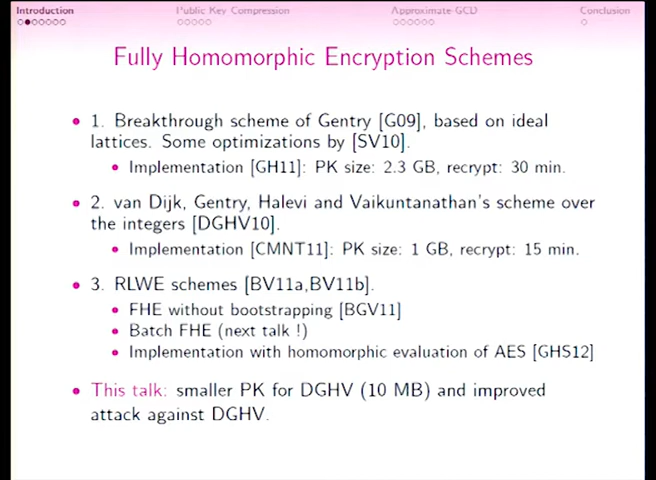 Introduction Public Key Compression Approximate-GCD Conclusion
Fully Homomorphic Encryption Schemes
1. Breakthrough scheme of Gentry [G09], based on ideal
lattices. Some optimizations by [SV10].
Implementation [GH11]: PK size: 2.3 GB, recrypt: 30 min.
2. van Dijk, Gentry, Halevi and Vaikuntanathan's scheme over
the integers [DGHV10].
Implementation [CMNT11]: PK size: 1 GB, recrypt: 15 min.
3. RLWE schemes [BV11a,BV11b].
FHE without bootstrapping [BGV11]
Batch FHE (next talk !)
Implementation with homomorphic evaluation of AES [GHS12]
This talk: smaller PK for DGHV (10 MB) and improved
attack against DGHV.